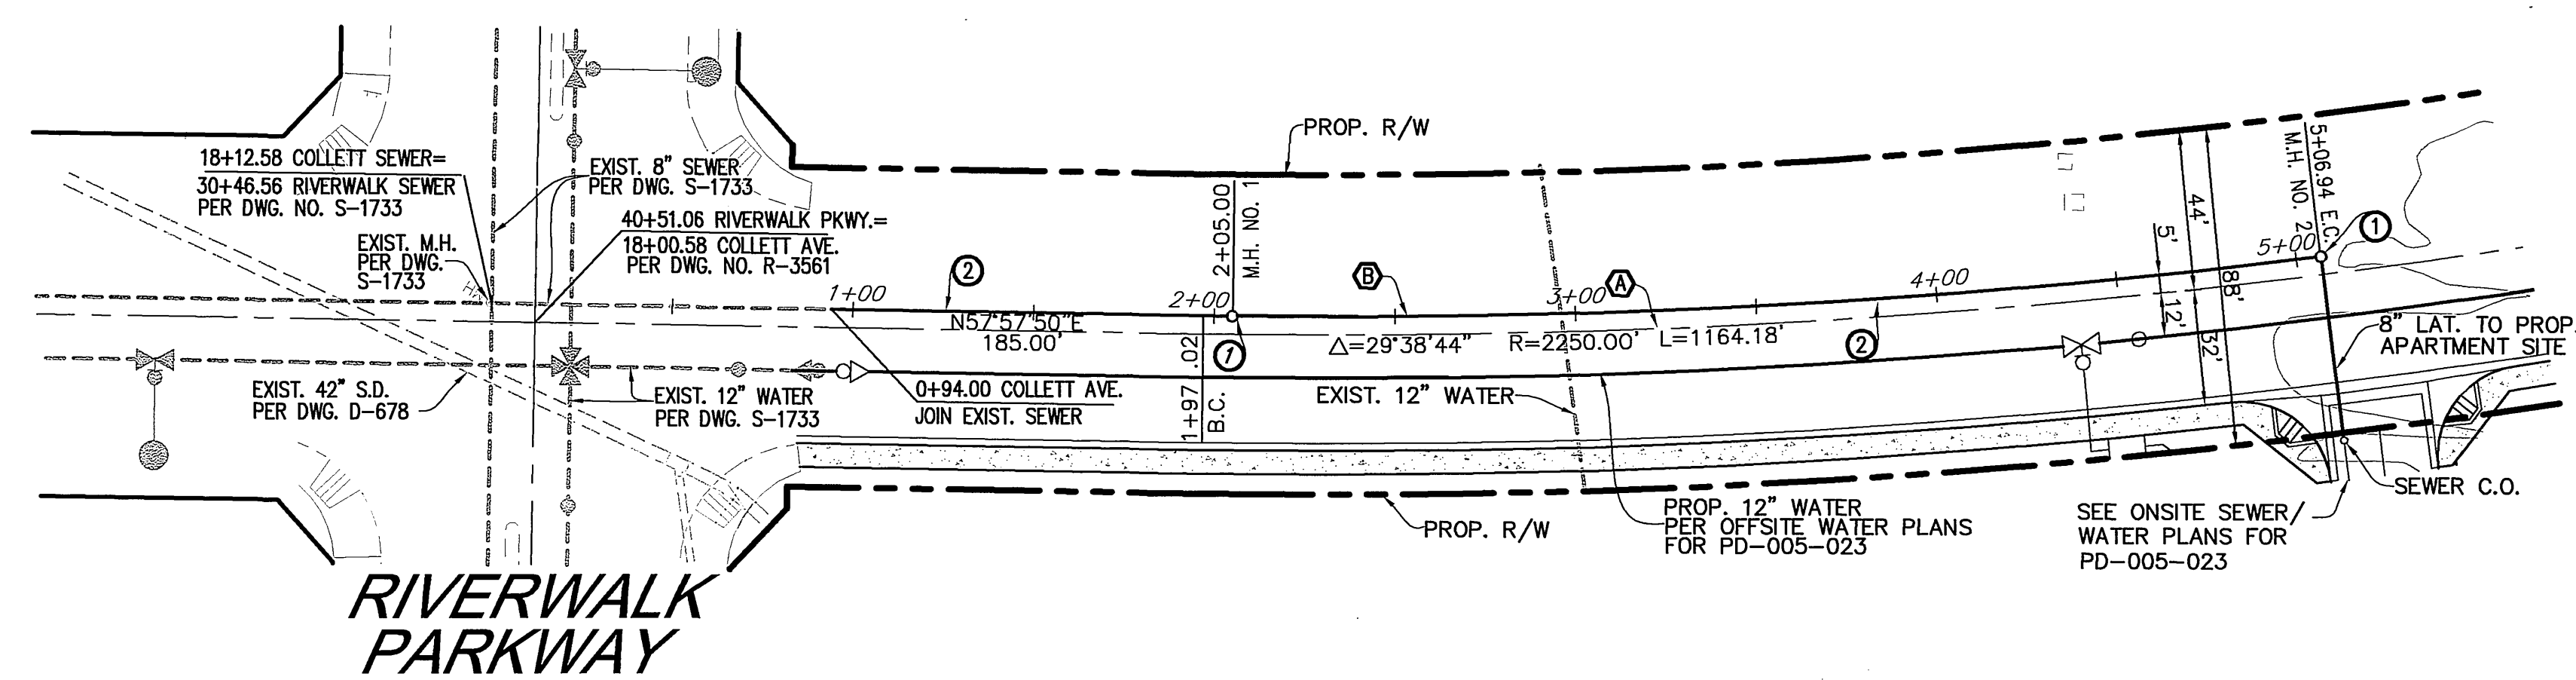 18+12.58 COLLETT SEWER=
30+46.56 RIVERWALK SEWER
PER DWG. NO. S-1733
EXIST. M.H.
PER DWG.
S-1733
EXIST. 8" SEWER
PER DWG. S-1733
40+51.06 RIVERWALK PKWY.=
18+00.58 COLLETT AVE.
PER DWG. NO. R-3561
EXIST. 42" S.D.
PER DWG. D-678
EXIST. 12" WATER
PER DWG. S-1733
RIVERWALK
PARKWAY
1+00
2
N57°57'50"E
185.00'
0+94.00 COLLETT AVE.
JOIN EXIST. SEWER
2+00
2+05.00
M.H. NO. 1
1
1+97.02
B.C.
PROP. R/W
B
Δ=29°38'44"
R=2250.00'
L=1164.18'
3+00
A
EXIST. 12" WATER
PROP. R/W
PROP. 12" WATER
PER OFFSITE WATER PLANS
FOR PD-005-023
2
4+00
5+00
5+06.94 E.C.
M.H. NO. 2
1
44'
5'
88'
12'
32'
8" LAT. TO PROP.
APARTMENT SITE
SEWER C.O.
SEE ONSITE SEWER/
WATER PLANS FOR
PD-005-023